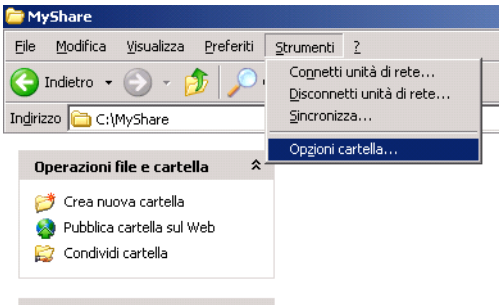 MyShare
File Modifica Visualizza Preferiti Strumenti ?
Indietro
Connetti unità di rete...
Disconnetti unità di rete...
Sincronizza...
Opzioni cartella...
Indirizzo C:\MyShare
Operazioni file e cartella
Crea nuova cartella
Pubblica cartella sul Web
Condividi cartella